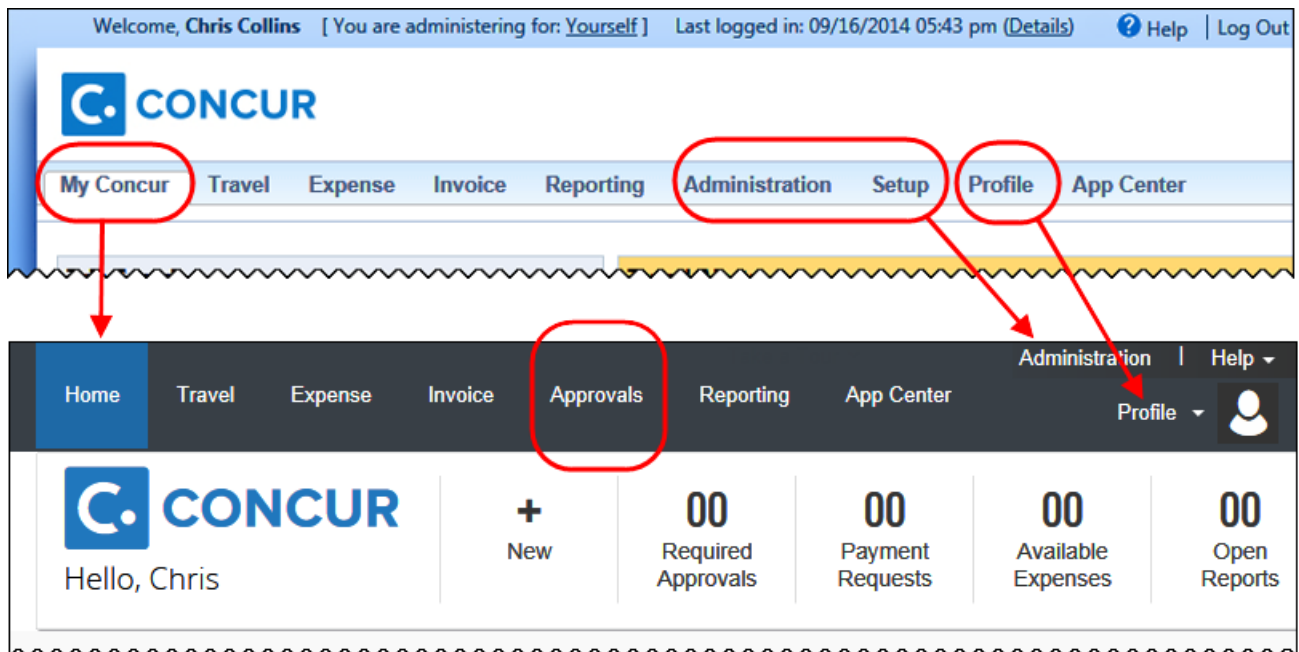 Welcome, Chris Collins [ You are administering for: Yourself ] Last logged in: 09/16/2014 05:43 pm (Details) ? Help | Log Out
C. CONCUR
My Concur Travel Expense Invoice Reporting Administration Setup Profile App Center
Administration | Help
Home Travel Expense Invoice Approvals Reporting App Center
Profile
C. CONCUR
Hello, Chris
+
New
00
Required
Approvals
00
Payment
Requests
00
Available
Expenses
00
Open
Reports